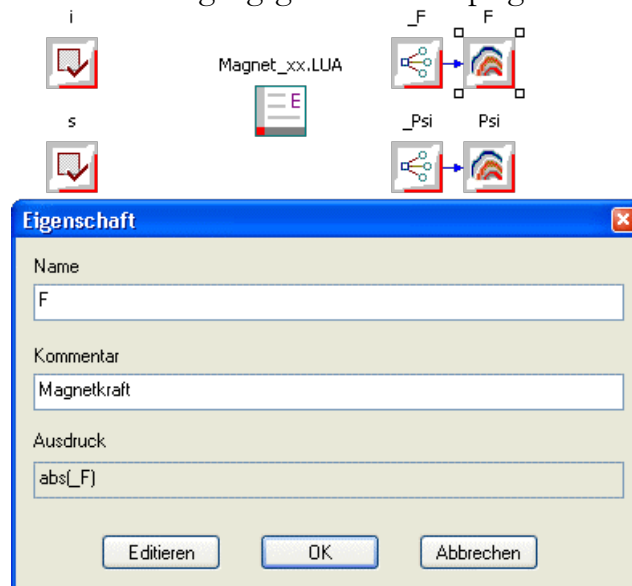 i
_F F
Magnet_xx.LUA
E
s
_Psi Psi
Eigenschaft
Name
F
Kommentar
Magnetkraft
Ausdruck
abs(_F)
Editieren OK Abbrechen